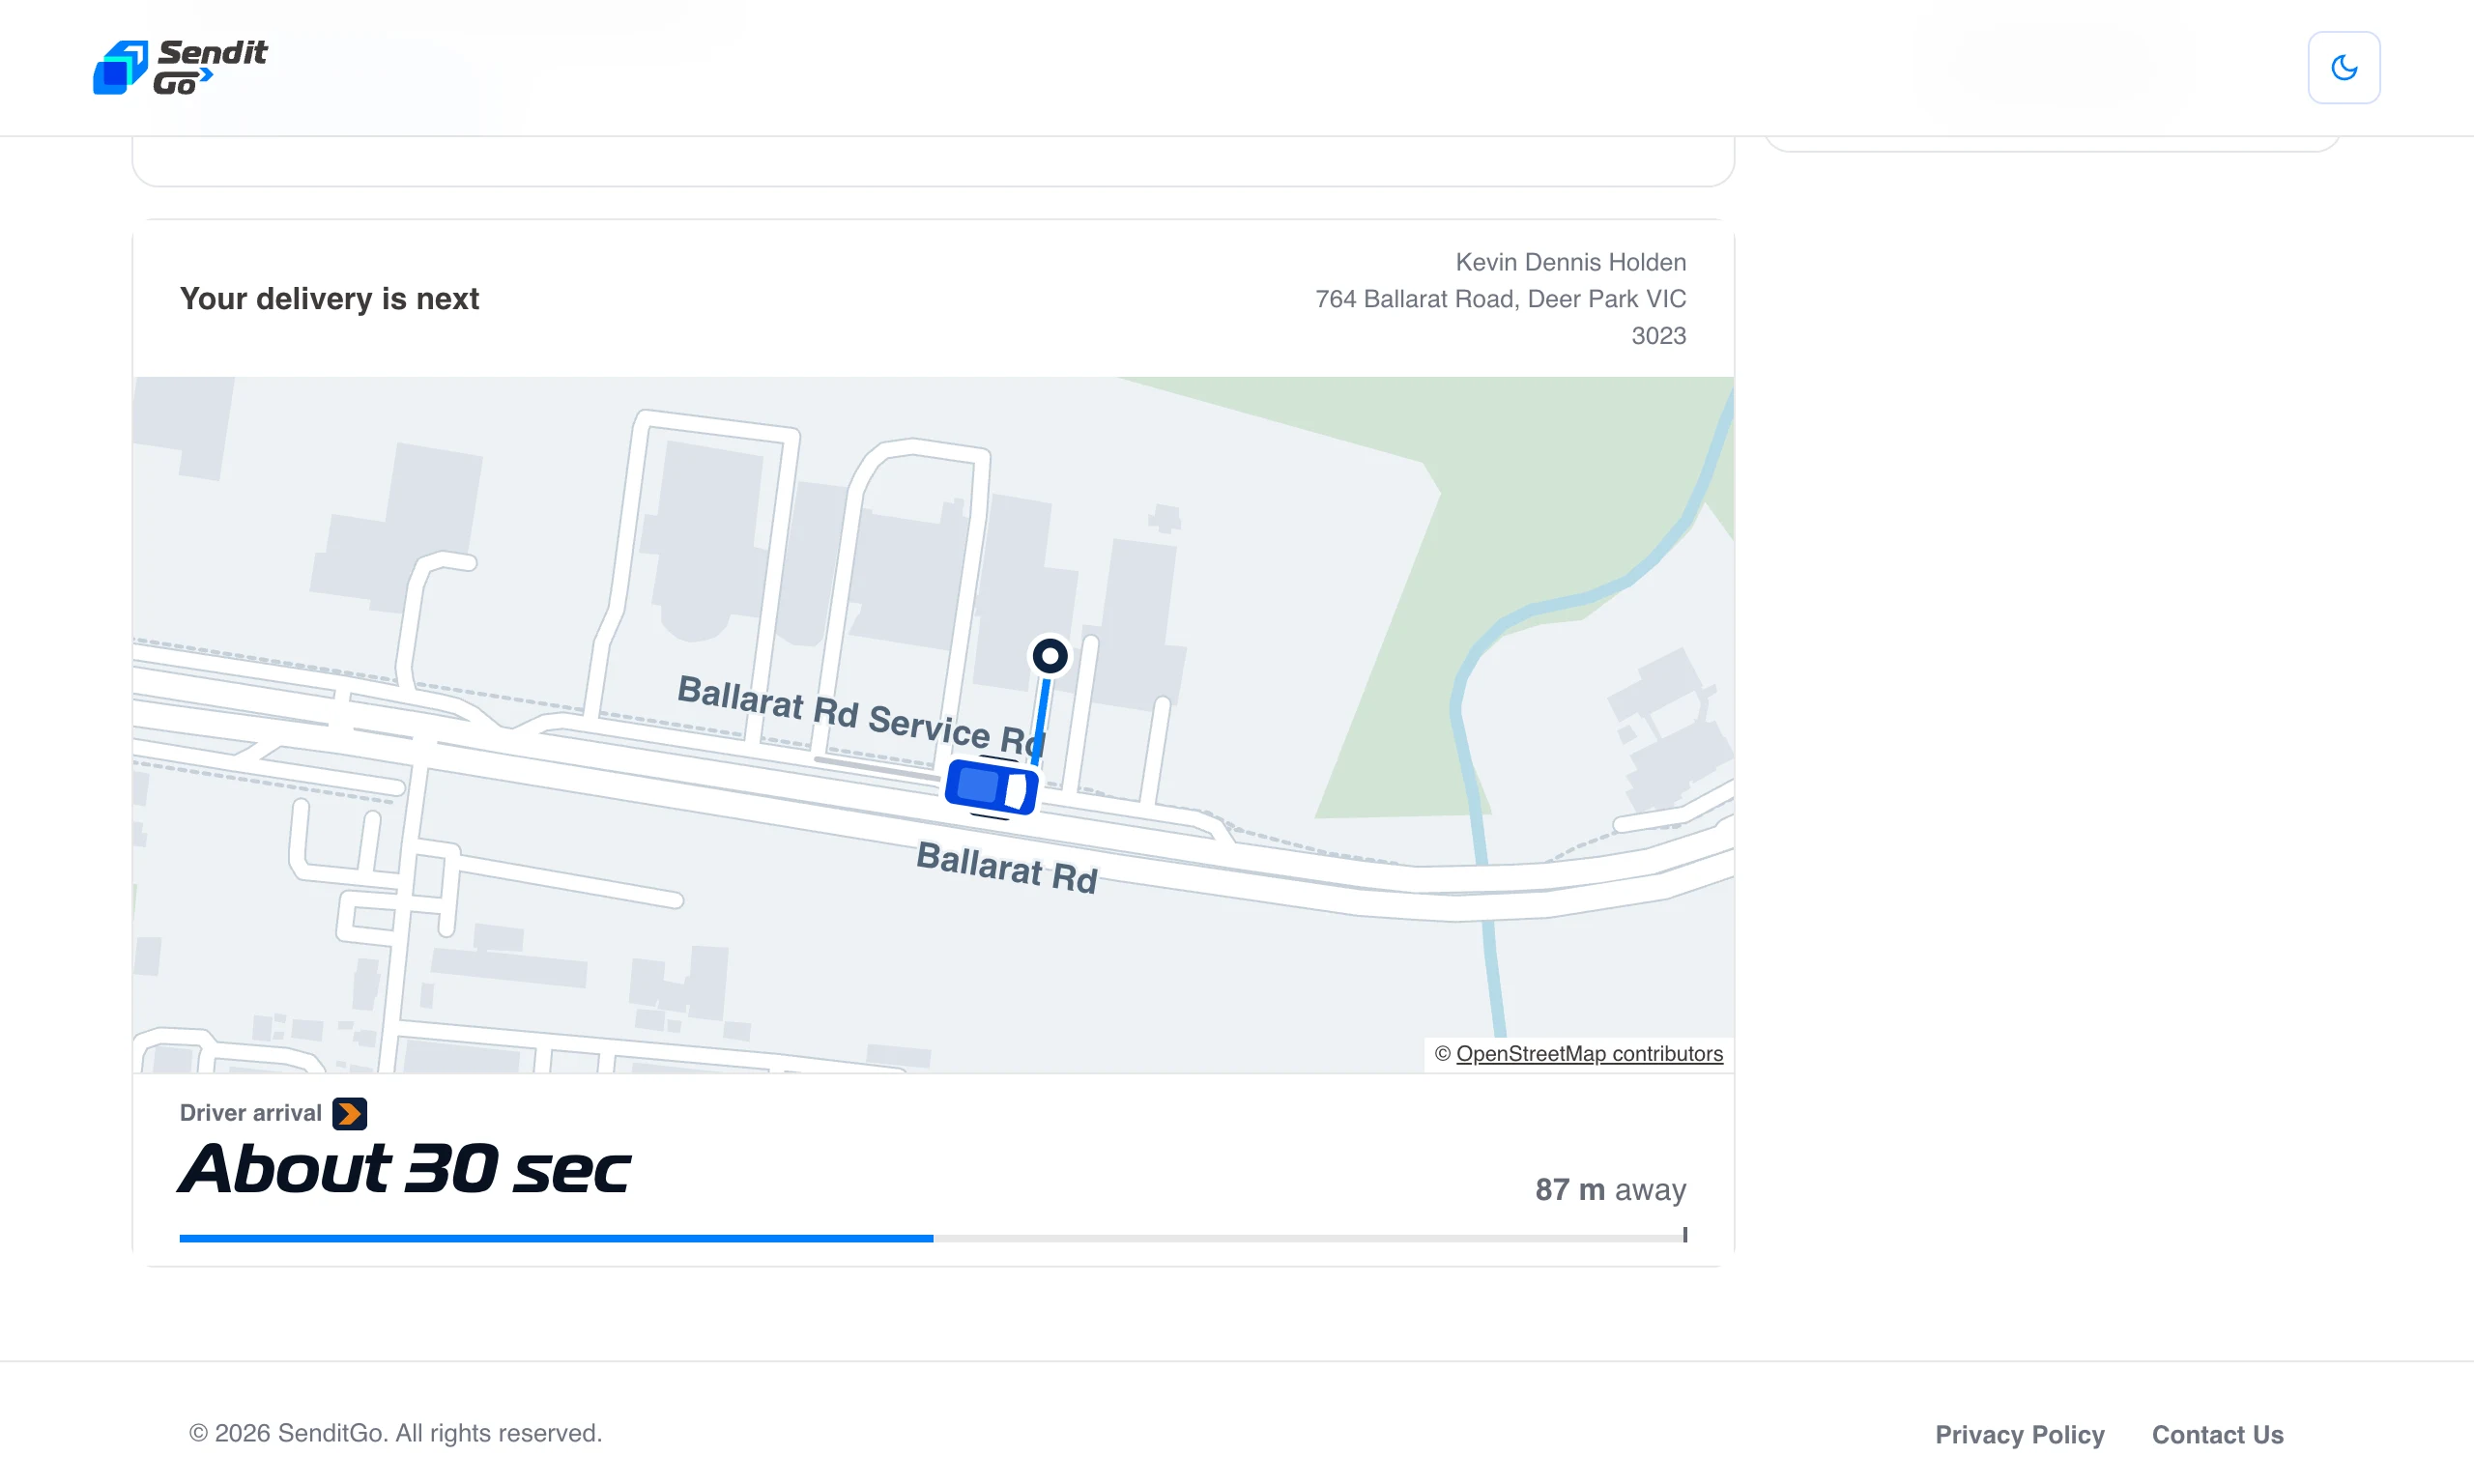 Sendit
Go
Your delivery is next
Kevin Dennis Holden
764 Ballarat Road, Deer Park VIC
3023
Ballarat Rd Service Rd
Ballarat Rd
© OpenStreetMap contributors
Driver arrival
About 30 sec
87 m away
© 2026 SenditGo. All rights reserved.
Privacy Policy
Contact Us